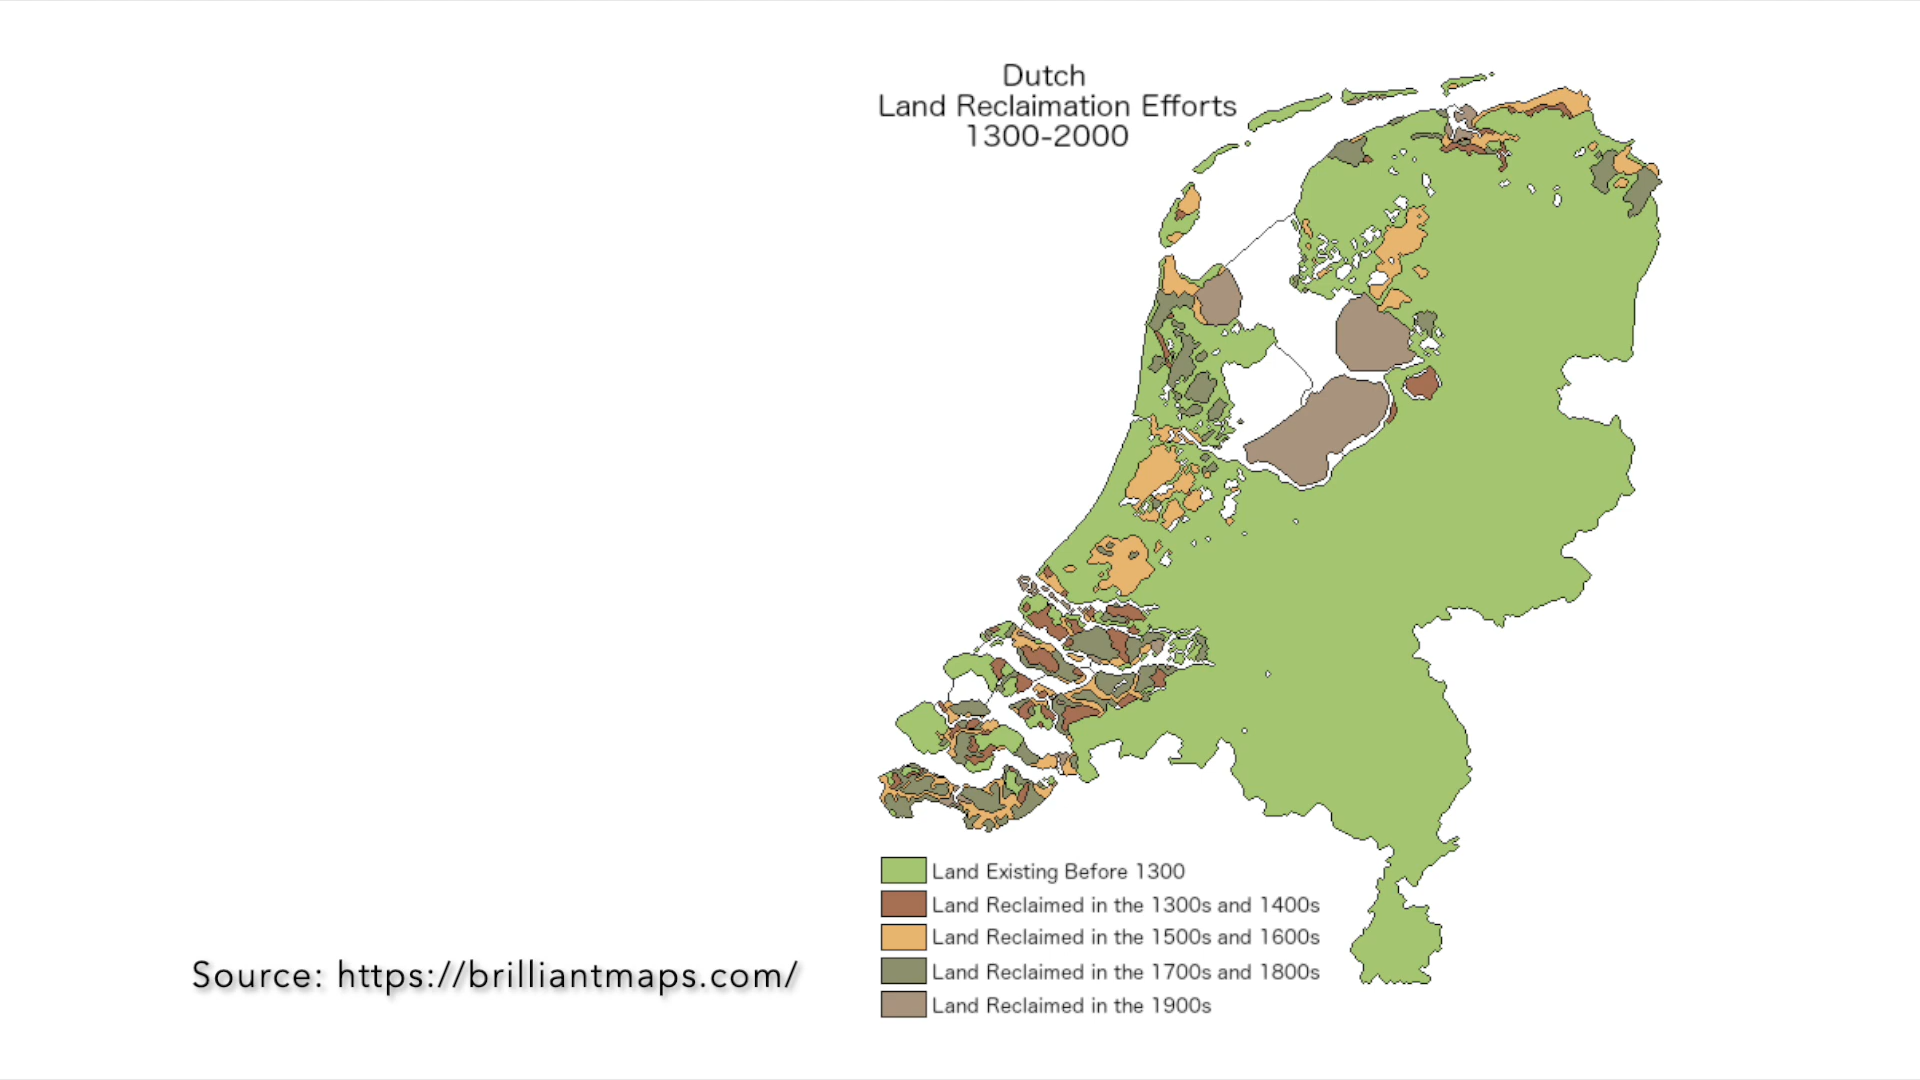 Dutch
Land Reclaimation Efforts
1300-2000
Land Existing Before 1300
Land Reclaimed in the 1300s and 1400s
Land Reclaimed in the 1500s and 1600s
Land Reclaimed in the 1700s and 1800s
Land Reclaimed in the 1900s
Source: https://brilliantmaps.com/